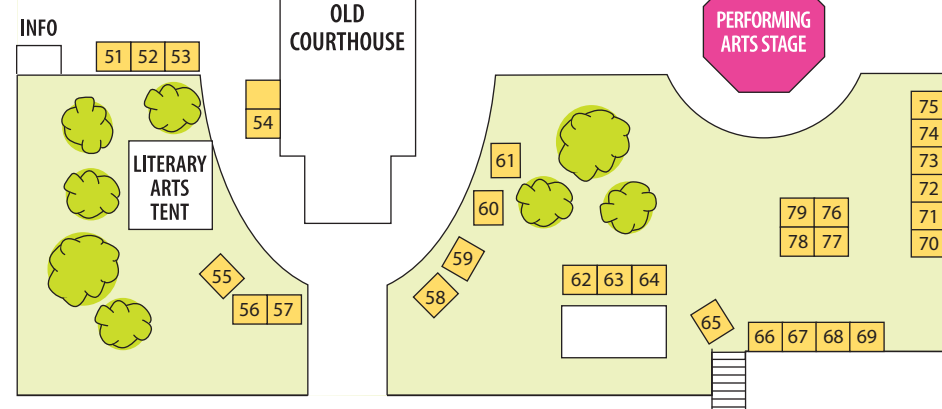 INFO
51 52 53
OLD
COURTHOUSE
54
LITERARY
ARTS
TENT
55
56 57
PERFORMING
ARTS STAGE
61
60
59
58
62 63 64
65
66 67 68 69
79 76
78 77
75
74
73
72
71
70